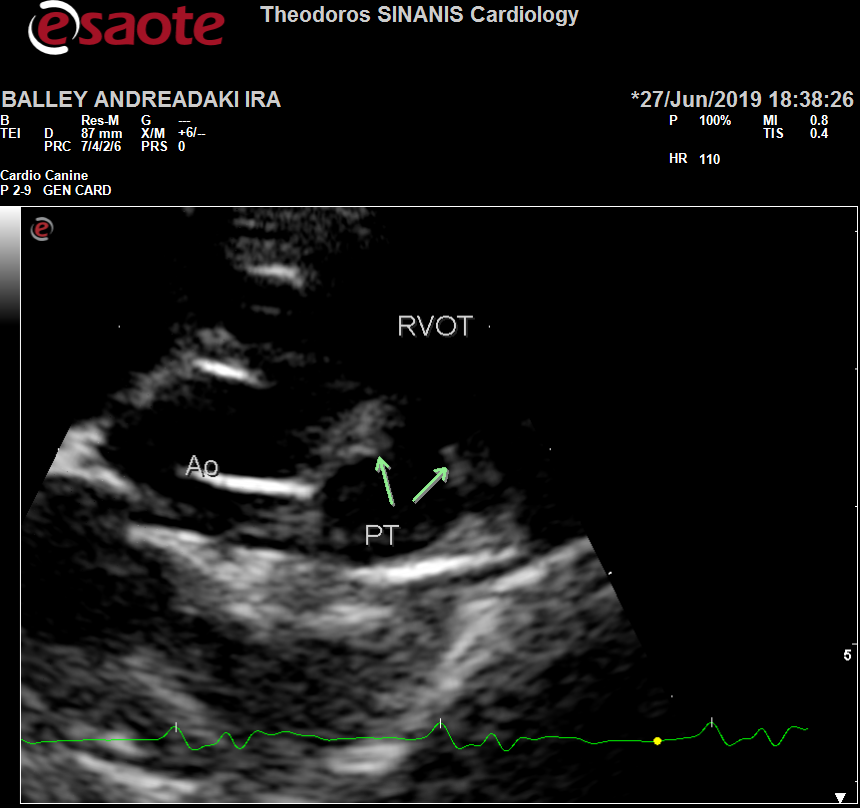 esaote
Theodoros SINANIS Cardiology
BALLEY ANDREADAKI IRA *27/Jun/2019 18:38:26
B Res-M G --- P 100% MI 0.8
TEI D 87 mm X/M +6/-- TIS 0.4
PRC 7/4/2/6 PRS 0
HR 110
Cardio Canine
P 2-9 GEN CARD
e
RVOT
Ao
PT
5